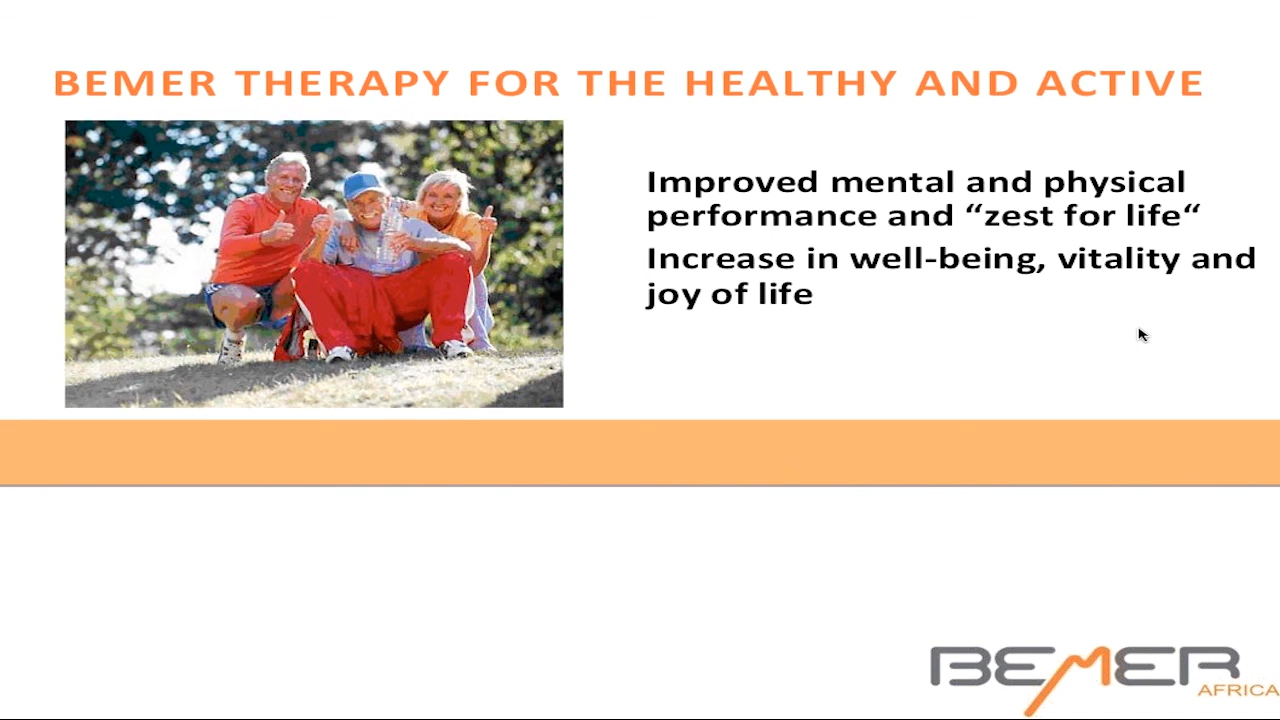 BEMER THERAPY FOR THE HEALTHY AND ACTIVE
Improved mental and physical
performance and “zest for life“
Increase in well-being, vitality and
joy of life
BEMER
AFRICA